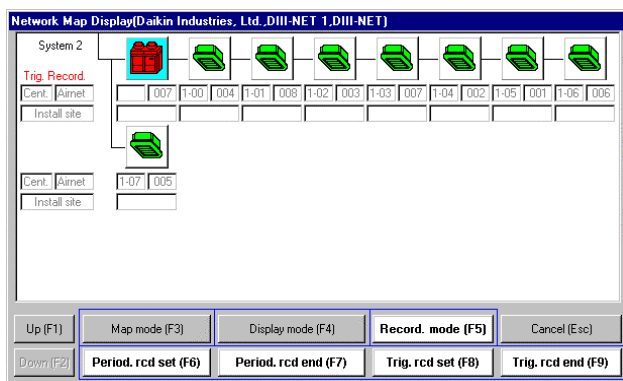 Network Map Display(Daikin Industries, Ltd.,DIII-NET 1,DIII-NET)
System 2
Trig. Record.
Cent. Airnet 007 1-00 004 1-01 008 1-02 003 1-03 007 1-04 002 1-05 001 1-06 006
Install site
Cent. Airnet 1-07 005
Install site
Up (F1) Map mode (F3) Display mode (F4) Record. mode (F5) Cancel (Esc)
Down (F2) Period. rcd set (F6) Period. rcd end (F7) Trig. rcd set (F8) Trig. rcd end (F9)